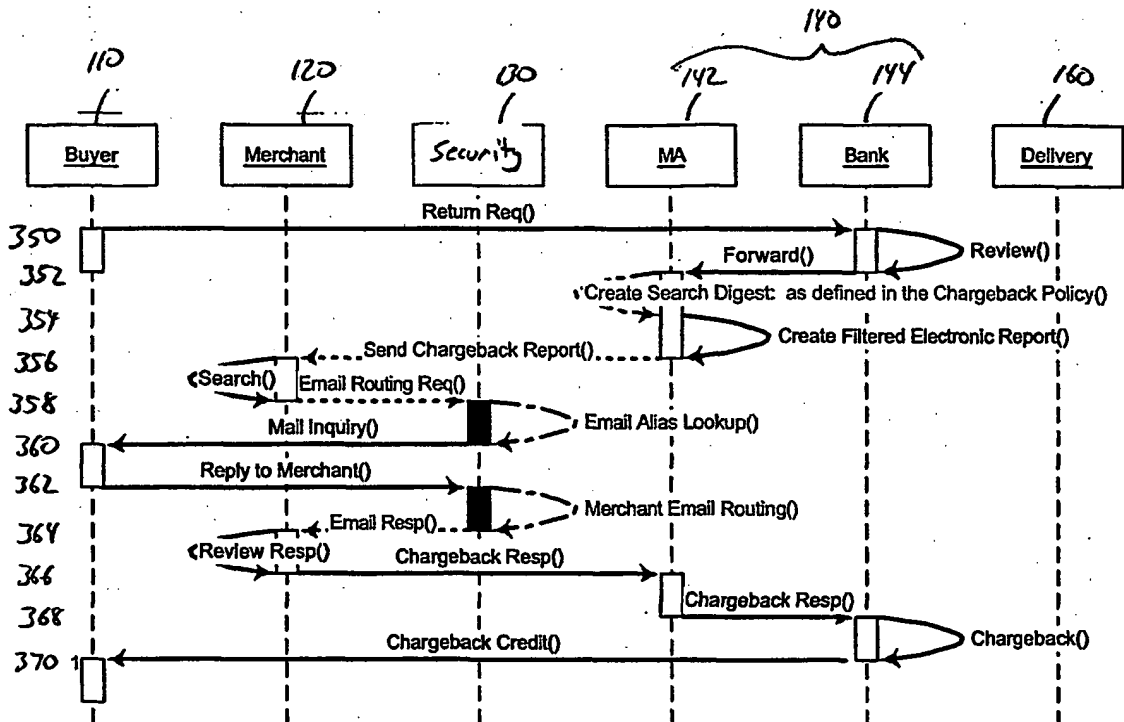 140
110 120 130 142 144 160
Buyer Merchant Security MA Bank Delivery
Return Req()
350
Review()
Forward()
352
Create Search Digest: as defined in the Chargeback Policy()
354
Create Filtered Electronic Report()
Send Chargeback Report()
356
Search() Email Routing Req()
358
Email Alias Lookup()
Mail Inquiry()
360
Reply to Merchant()
362
Merchant Email Routing()
Email Resp()
364
Review Resp() Chargeback Resp()
366
Chargeback Resp()
368
Chargeback()
Chargeback Credit()
370 1